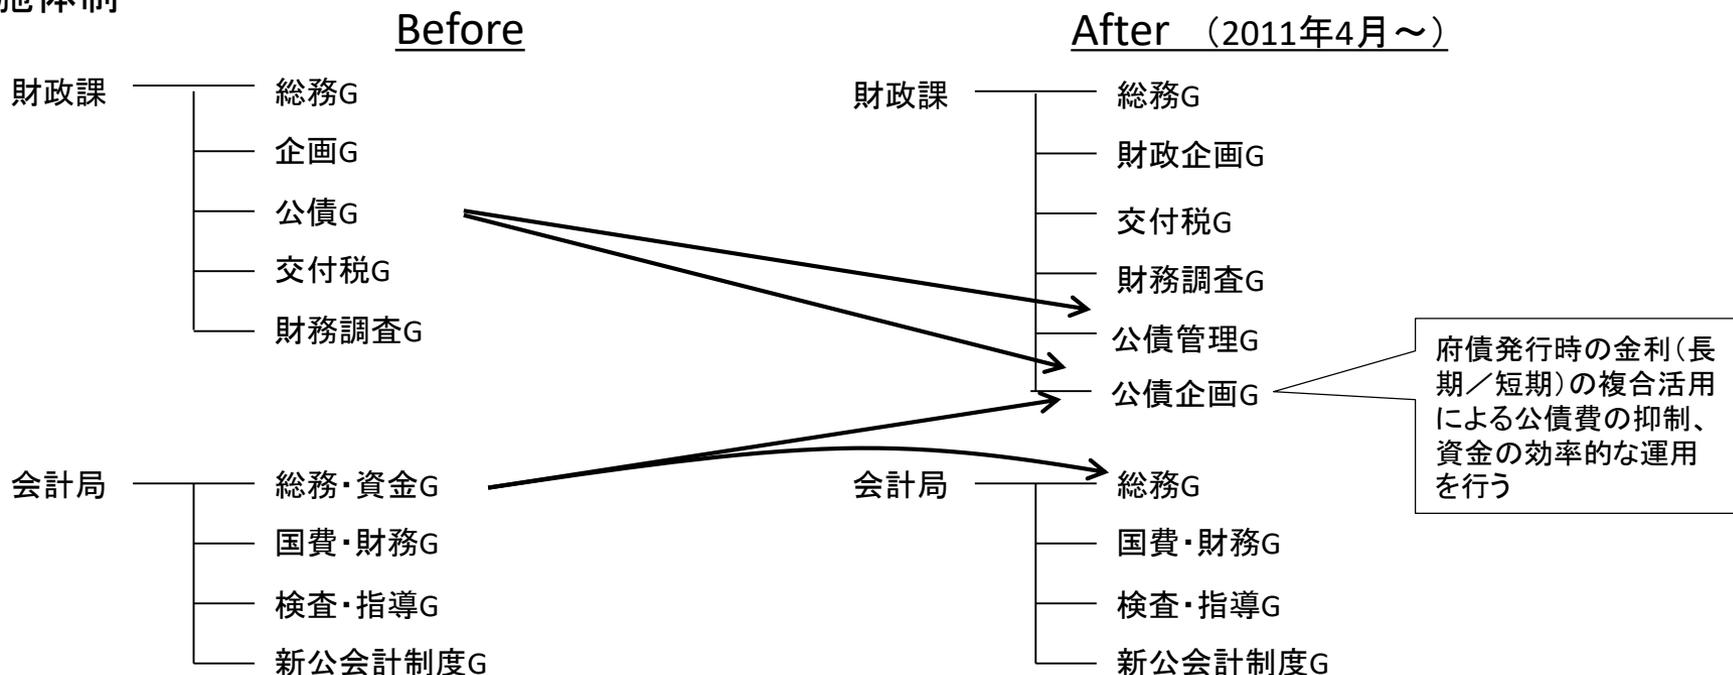 施体制
Before
財政課
総務G
企画G
公債G
交付税G
財務調査G
会計局
総務・資金G
国費・財務G
検査・指導G
新公会計制度G
After （2011年4月～）
財政課
総務G
財政企画G
交付税G
財務調査G
公債管理G
公債企画G
会計局
総務G
国費・財務G
検査・指導G
新公会計制度G
府債発行時の金利（長
期／短期）の複合活用
による公債費の抑制、
資金の効率的な運用
を行う